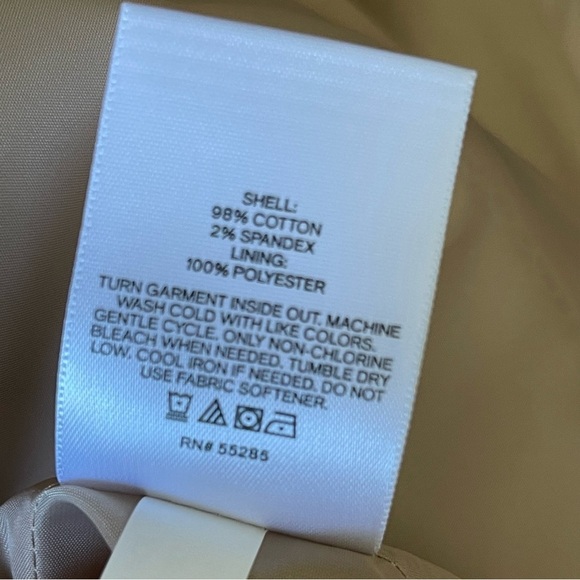 SHELL:
98% COTTON
2% SPANDEX
LINING:
100% POLYESTER
TURN GARMENT INSIDE OUT. MACHINE
WASH COLD WITH LIKE COLORS.
GENTLE CYCLE. ONLY NON-CHLORINE
BLEACH WHEN NEEDED. TUMBLE DRY
LOW. COOL IRON IF NEEDED. DO NOT
USE FABRIC SOFTENER.
RN# 55285